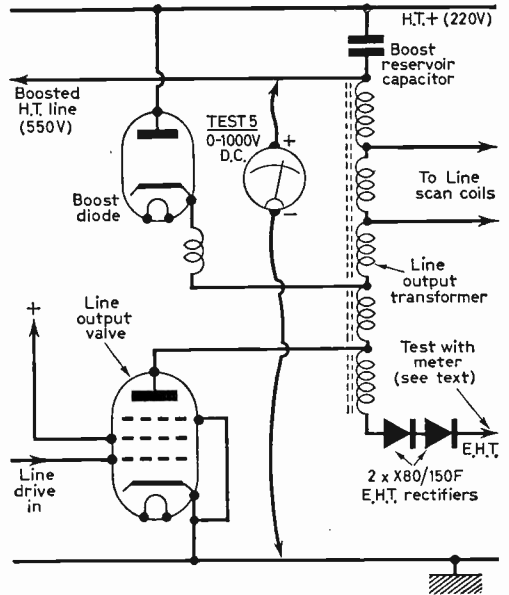 H.T.+ (220V)
Boost
reservoir
capacitor
Boosted
H.T. line
(550V)
TEST 5
0-1000V
D.C.
+
-
To Line
scan coils
Boost
diode
Line
output
transformer
Line
output
valve
+
Test with
meter
(see text)
E.H.T.
Line
drive
in
2 x X80/150F
E.H.T. rectifiers